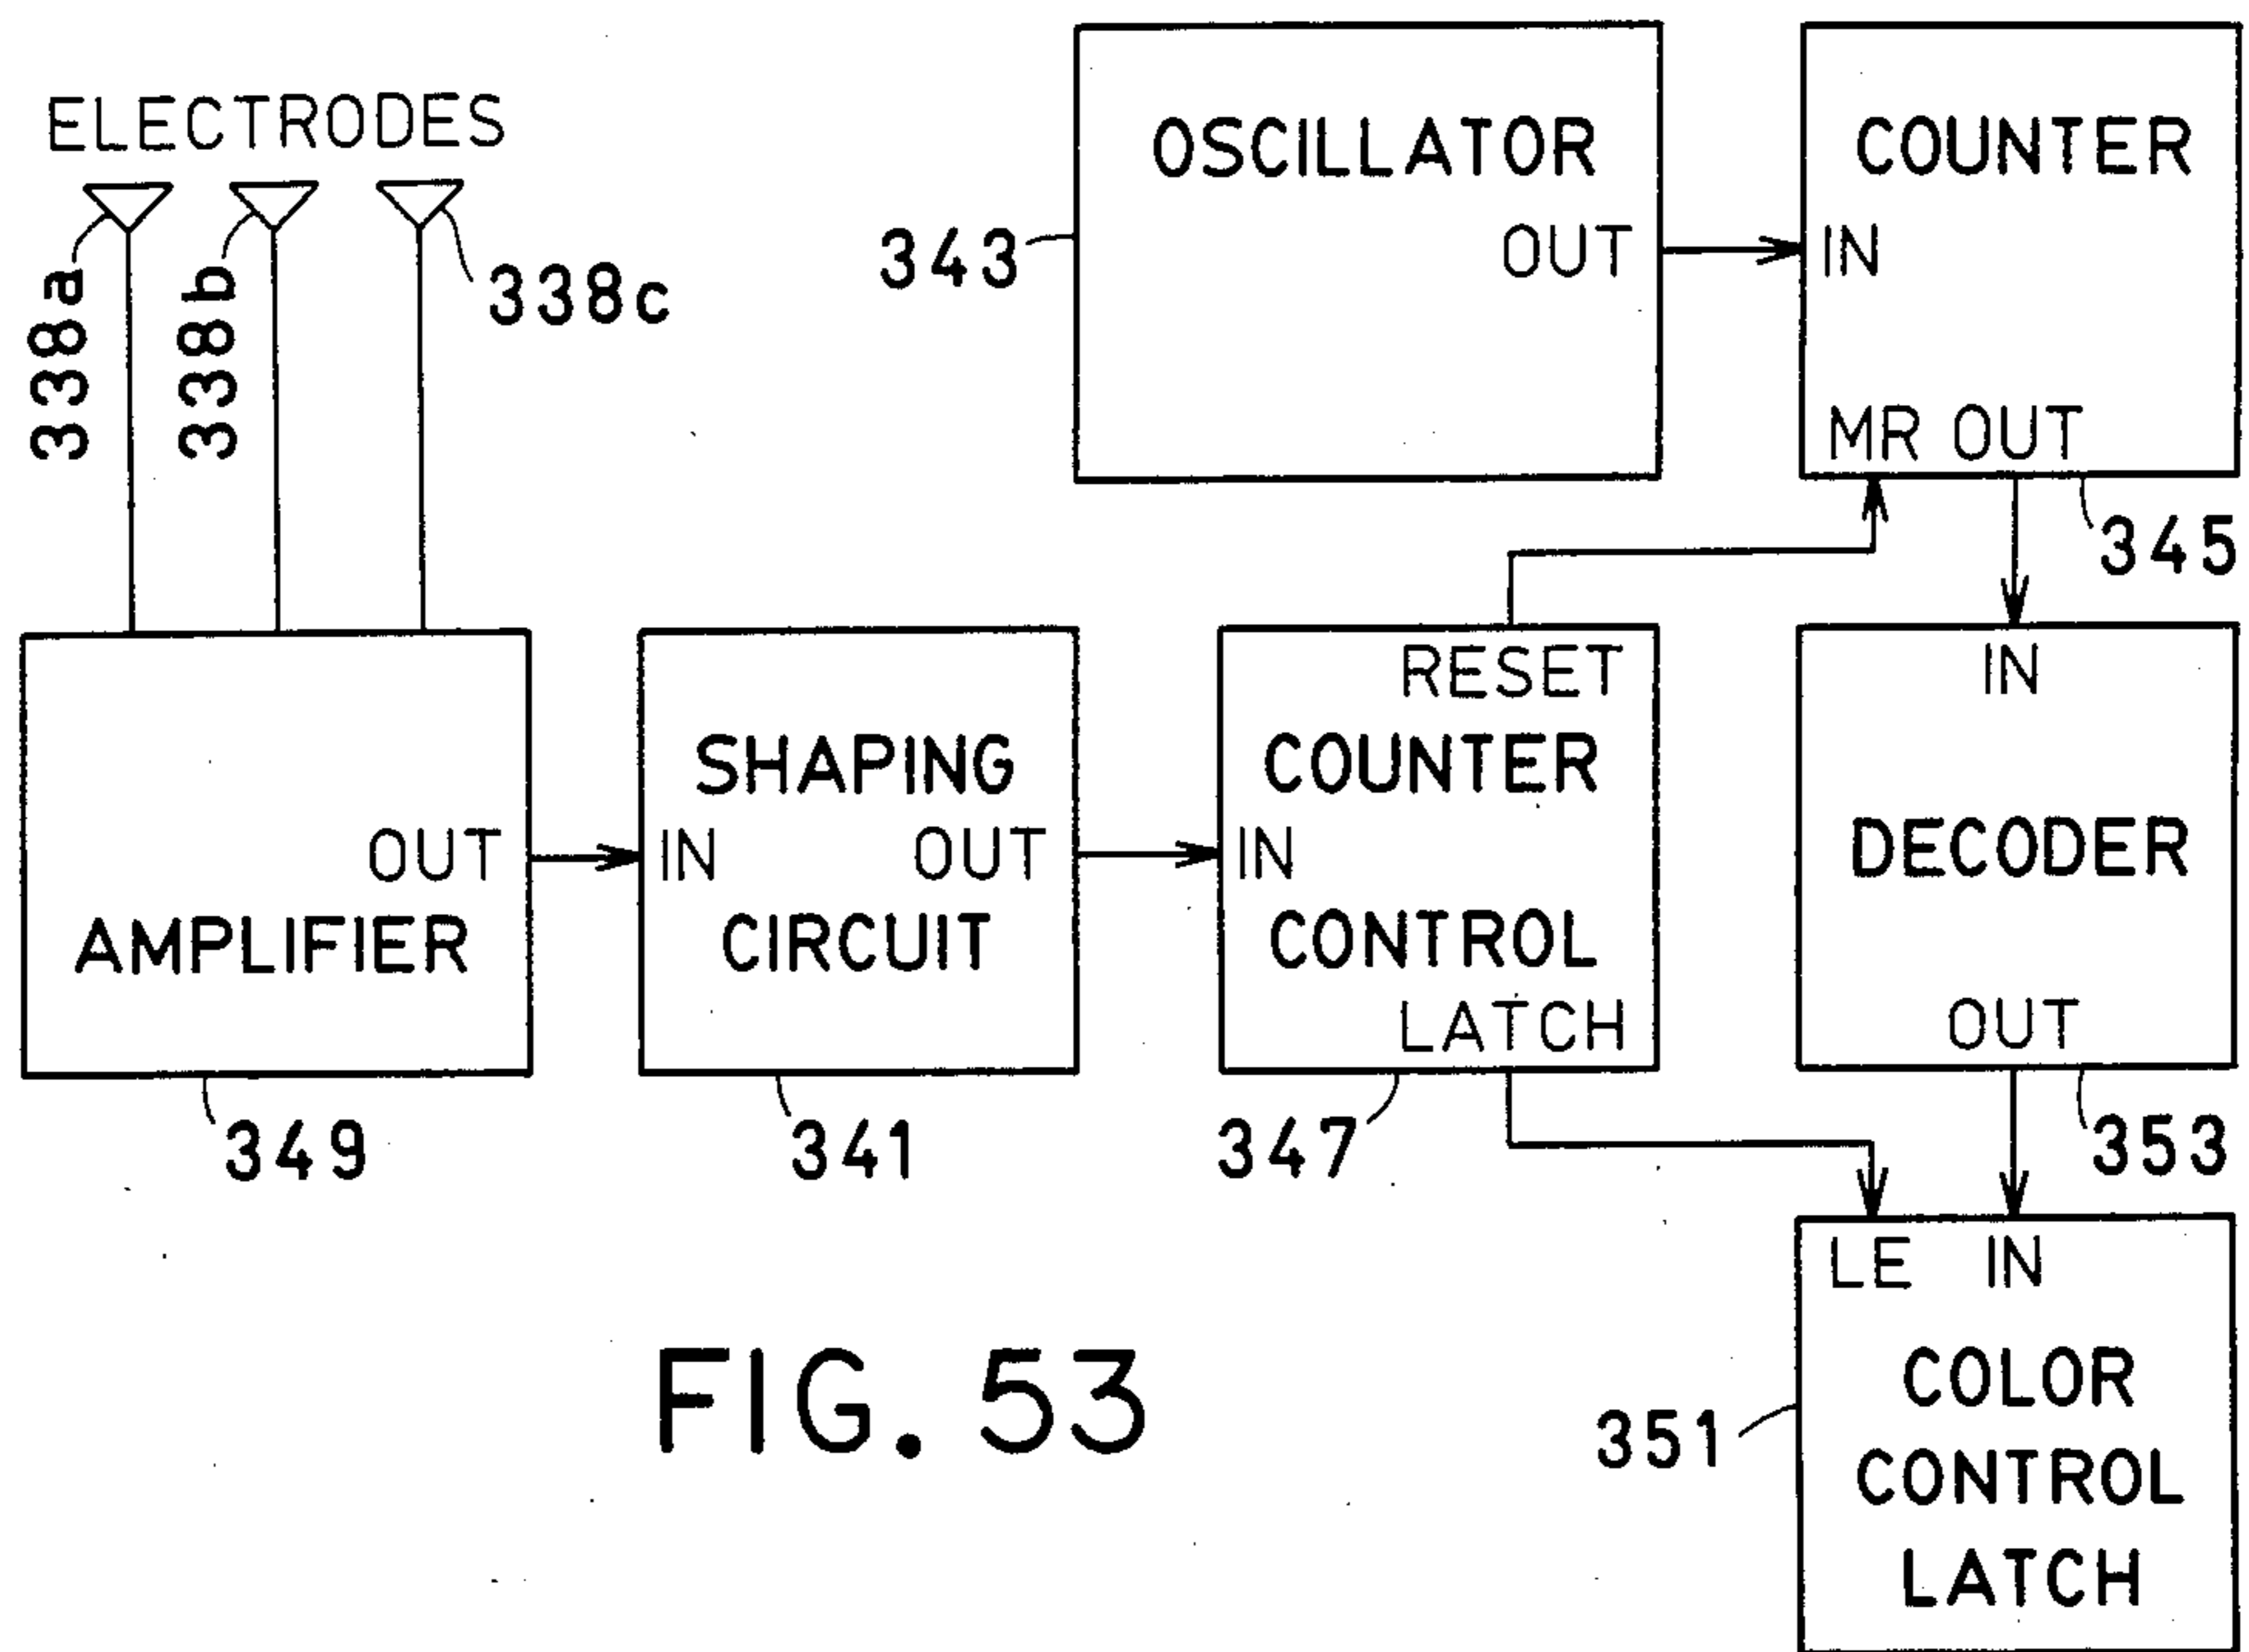 ELECTRODES
338a
338b
338c
OSCILLATOR
OUT
343
COUNTER
IN
MR OUT
345
AMPLIFIER
OUT
349
SHAPING
IN OUT
CIRCUIT
341
RESET
COUNTER
IN
CONTROL
LATCH
347
IN
DECODER
OUT
353
LE IN
COLOR
CONTROL
LATCH
351
FIG. 53